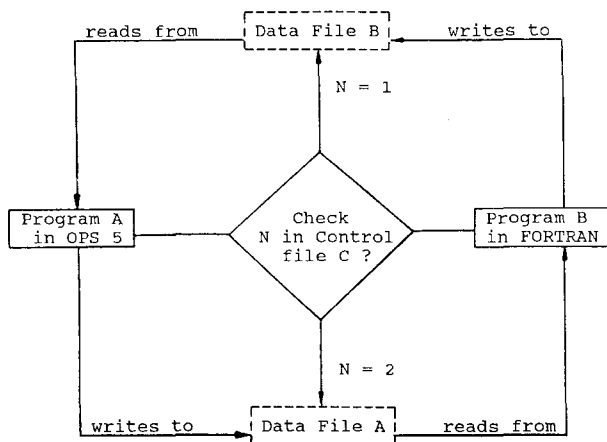 reads from
Data File B
writes to
N = 1
Program A
in OPS 5
Check
N in Control
file C ?
Program B
in FORTRAN
N = 2
writes to
Data File A
reads from